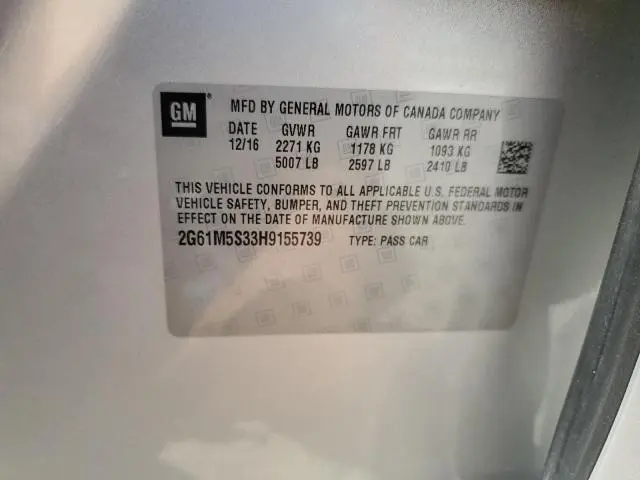 GM
MFD BY GENERAL MOTORS OF CANADA COMPANY
DATE GVWR GAWR FRT GAWR RR
12/16 2271 KG 1178 KG 1093 KG
5007 LB 2597 LB 2410 LB
THIS VEHICLE CONFORMS TO ALL APPLICABLE U.S. FEDERAL MOTOR
VEHICLE SAFETY, BUMPER, AND THEFT PREVENTION STANDARDS IN
EFFECT ON THE DATE OF MANUFACTURE SHOWN ABOVE.
2G61M5S33H9155739 TYPE: PASS CAR